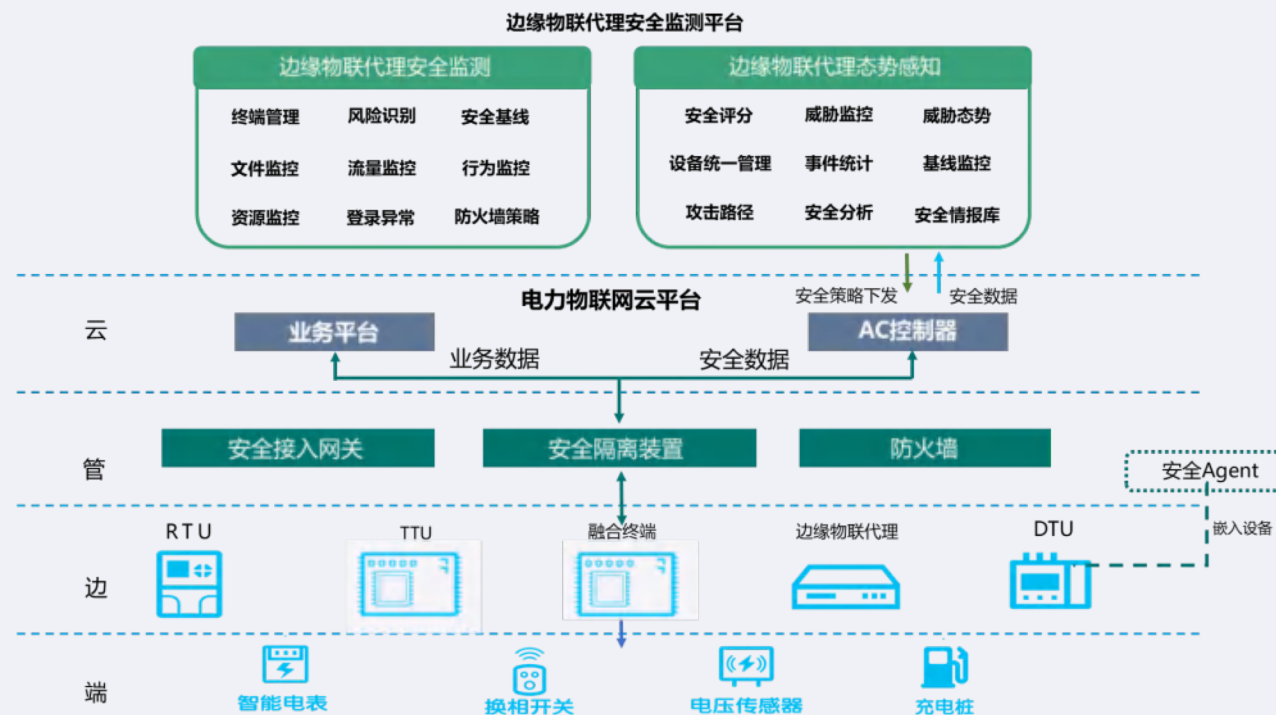 边缘物联代理安全监测平台
边缘物联代理安全监测
边缘物联代理态势感知
终端管理 风险识别 安全基线
文件监控 流量监控 行为监控
资源监控 登录异常 防火墙策略
安全评分 威胁监控 威胁态势
设备统一管理 事件统计 基线监控
攻击路径 安全分析 安全情报库
安全策略下发 安全数据
电力物联网云平台
云
业务平台
AC控制器
业务数据
安全数据
管
安全接入网关
安全隔离装置
防火墙
安全Agent
嵌入设备
边
RTU
TTU
融合终端
边缘物联代理
DTU
端
智能电表
换相开关
电压传感器
充电桩